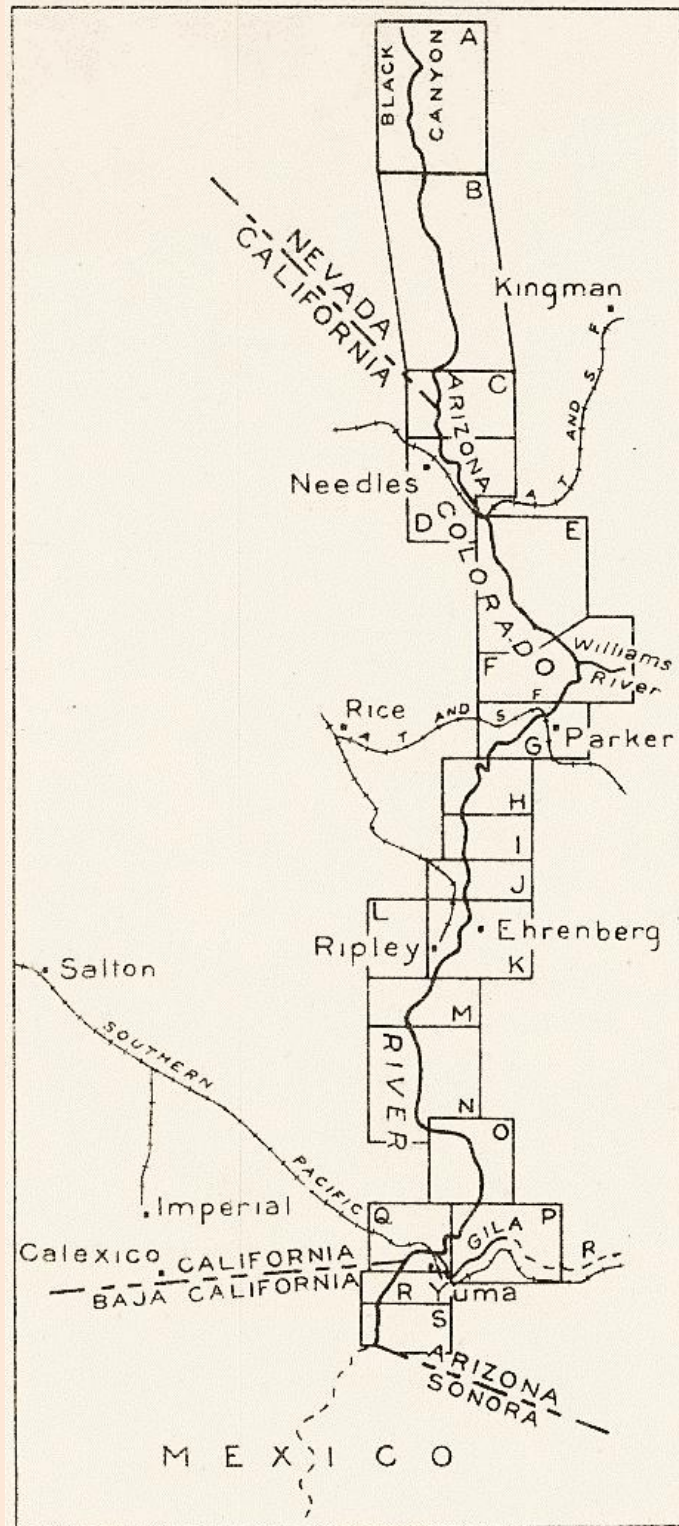 A
BLACK
CANYON
B
NEVADA
CALIFORNIA
Kingman
C
ARIZONA
A T AND S F
Needles
D
COLORADO
E
Williams
River
F
Rice
A T AND S F
Parker
G
H
I
J
L
Ehrenberg
Ripley
K
Salton
M
SOUTHERN
RIVER
N
O
PACIFIC
Imperial
Q
P
GILA R
Calexico
CALIFORNIA
BAJA CALIFORNIA
R
Yuma
S
ARIZONA
SONORA
MEXICO